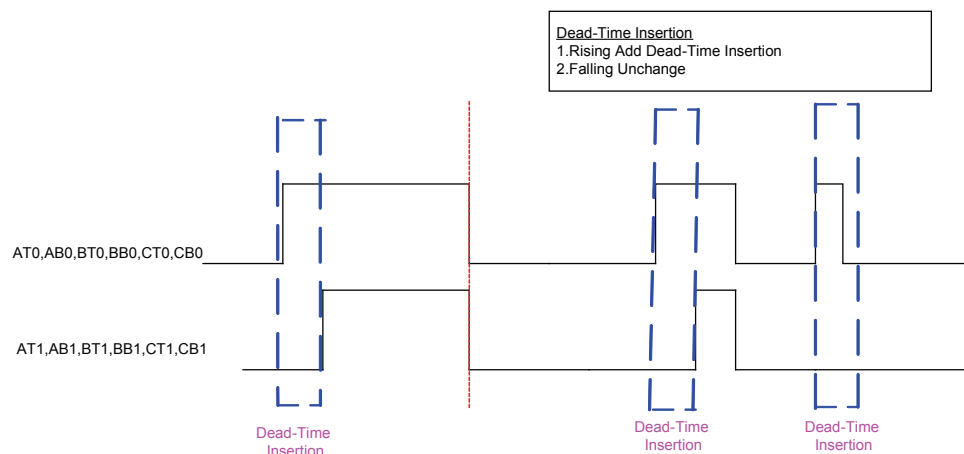 Dead-Time Insertion
1.Rising Add Dead-Time Insertion
2.Falling Unchange
AT0,AB0,BT0,BB0,CT0,CB0
AT1,AB1,BT1,BB1,CT1,CB1
Dead-Time
Insertion
Dead-Time
Insertion
Dead-Time
Insertion